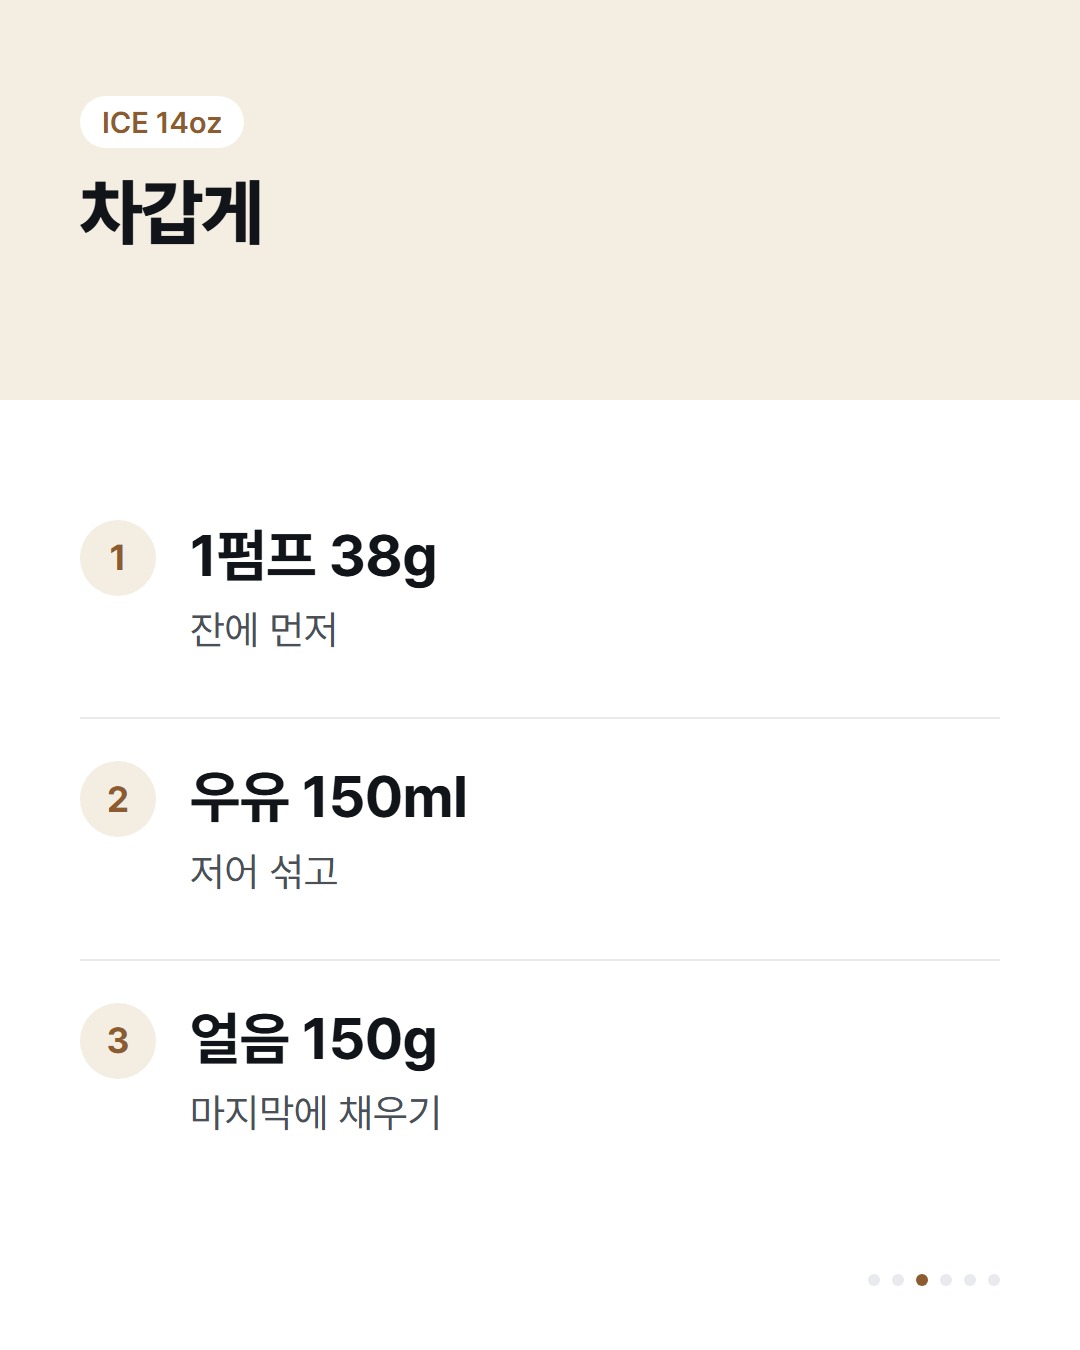 ICE 14oz
차갑게
1
1펌프 38g
잔에 먼저
2
우유 150ml
저어 섞고
3
얼음 150g
마지막에 채우기